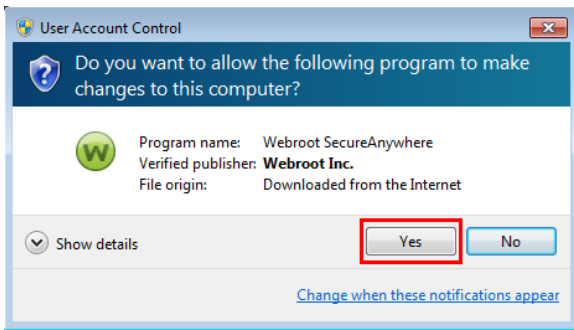 User Account Control
Do you want to allow the following program to make
changes to this computer?
W
Program name: Webroot SecureAnywhere
Verified publisher: Webroot Inc.
File origin: Downloaded from the Internet
Show details
Yes
No
Change when these notifications appear